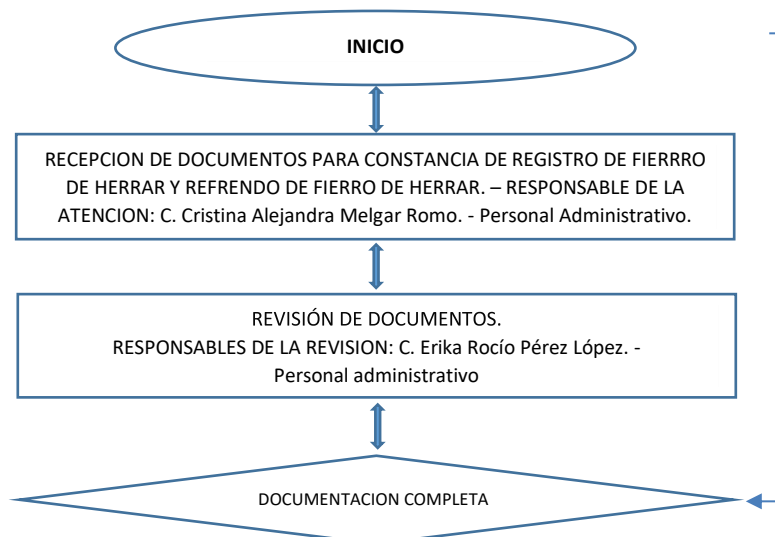 INICIO
RECEPCION DE DOCUMENTOS PARA CONSTANCIA DE REGISTRO DE FIERRRO
DE HERRAR Y REFRENDO DE FIERRO DE HERRAR. – RESPONSABLE DE LA
ATENCION: C. Cristina Alejandra Melgar Romo. - Personal Administrativo.
REVISIÓN DE DOCUMENTOS.
RESPONSABLES DE LA REVISION: C. Erika Rocío Pérez López. -
Personal administrativo
DOCUMENTACION COMPLETA